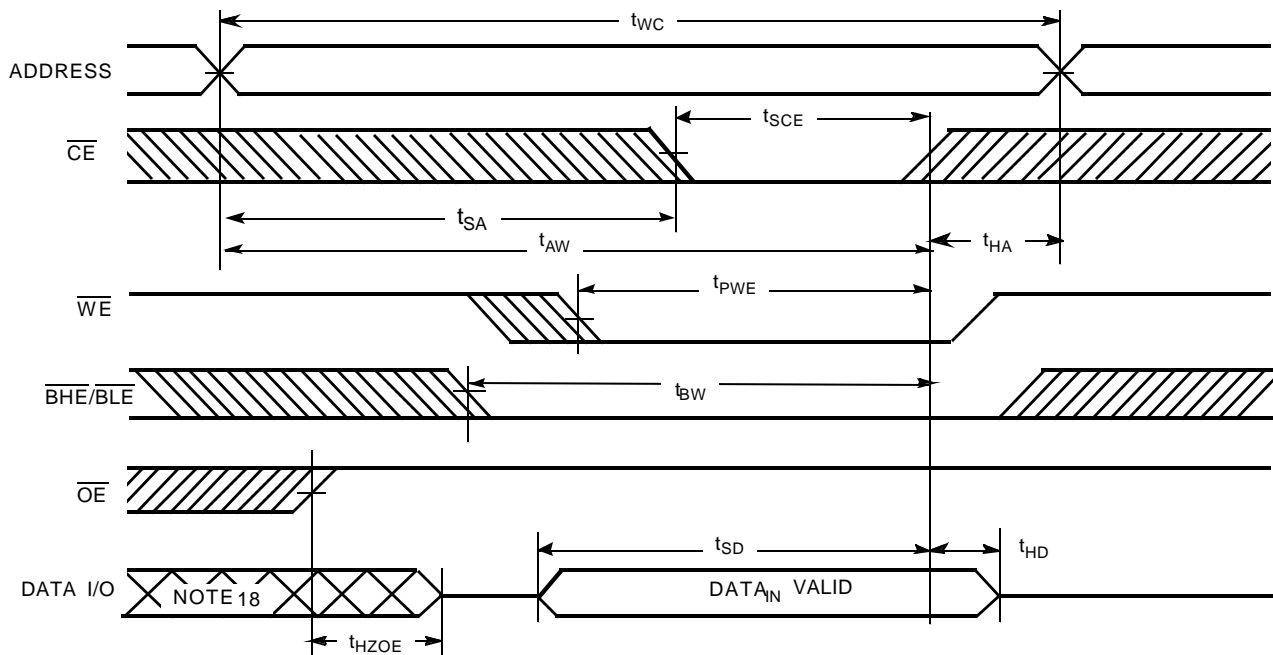 tWC
ADDRESS
tSCE
CE
tSA
tAW
tHA
tPWE
WE
tBW
BHE/BLE
OE
tSD
tHD
DATA I/O
NOTE 18
DATAIN VALID
tHZOE